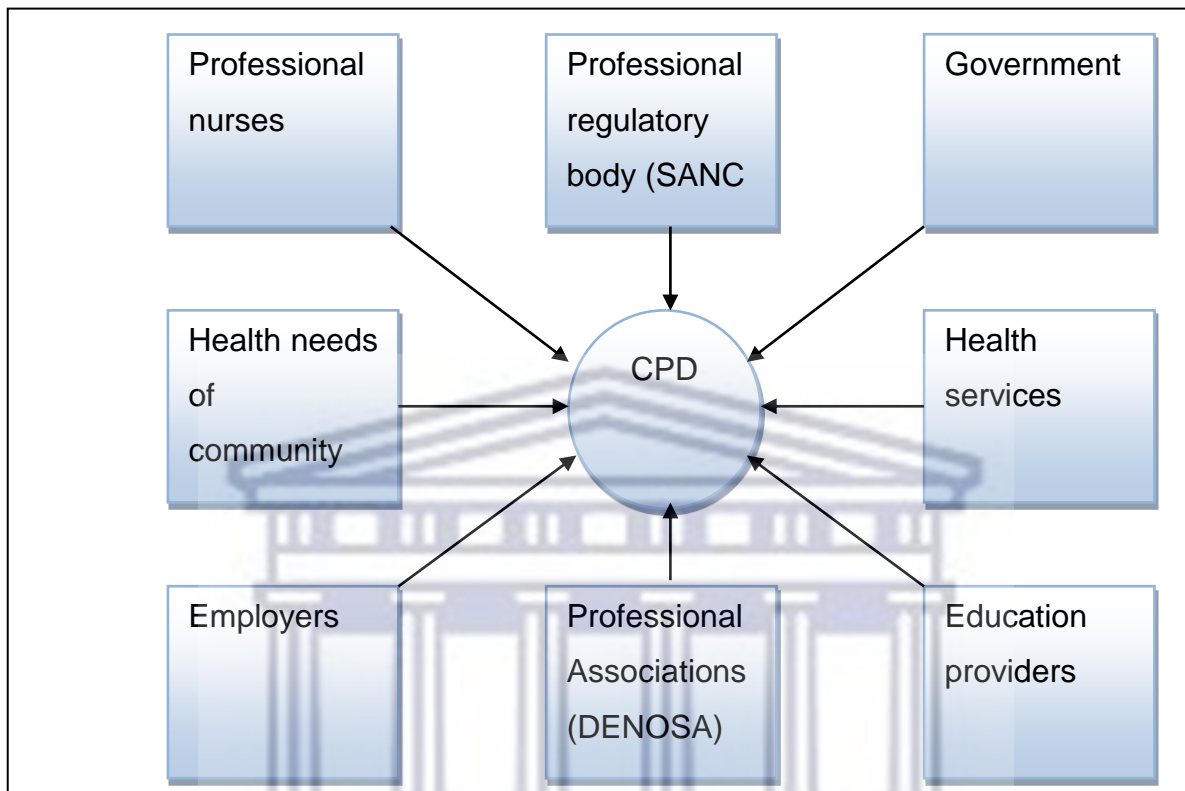 Professional
nurses
Professional
regulatory
body (SANC
Government
Health needs
of
community
CPD
Health
services
Employers
Professional
Associations
(DENOSA)
Education
providers